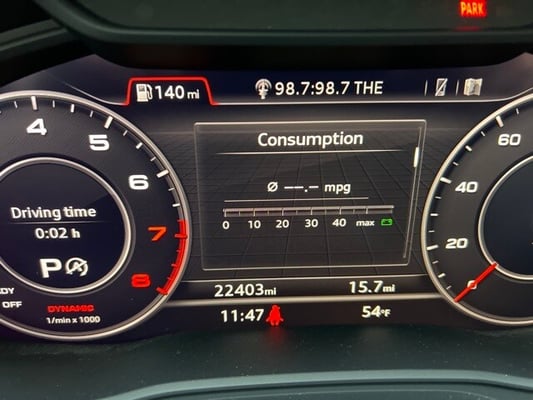 PARK
140 mi
98.7:98.7 THE
4
5
6
7
8
Driving time
0:02 h
P
OFF
DYNAMIC
1/min x 1000
Consumption
Ø --.- mpg
0 10 20 30 40 max
22403mi
15.7mi
11:47
54°F
60
40
20